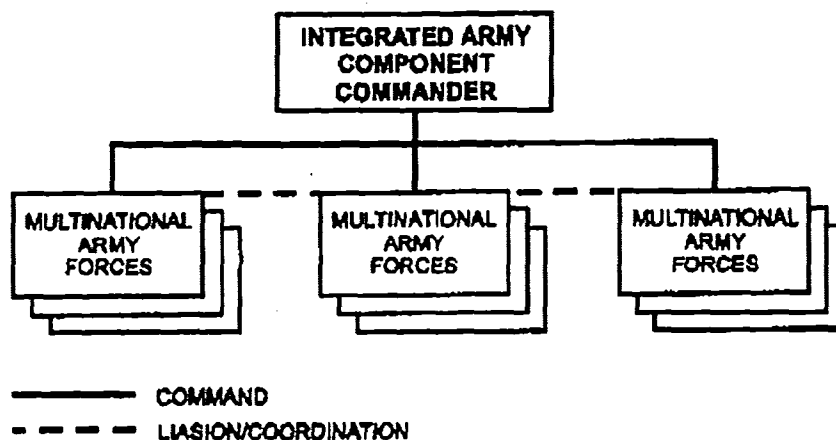 INTEGRATED ARMY
COMPONENT
COMMANDER
MULTINATIONAL
ARMY
FORCES
MULTINATIONAL
ARMY
FORCES
MULTINATIONAL
ARMY
FORCES
COMMAND
LIASION/COORDINATION